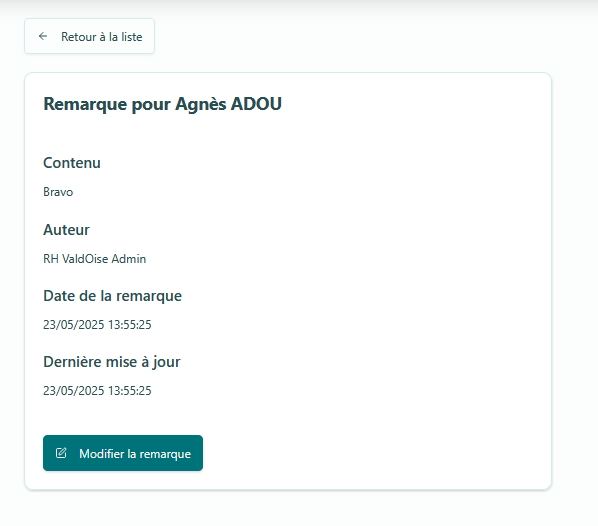 Retour à la liste
Remarque pour Agnès ADOU
Contenu
Bravo
Auteur
RH ValdOise Admin
Date de la remarque
23/05/2025 13:55:25
Dernière mise à jour
23/05/2025 13:55:25
Modifier la remarque